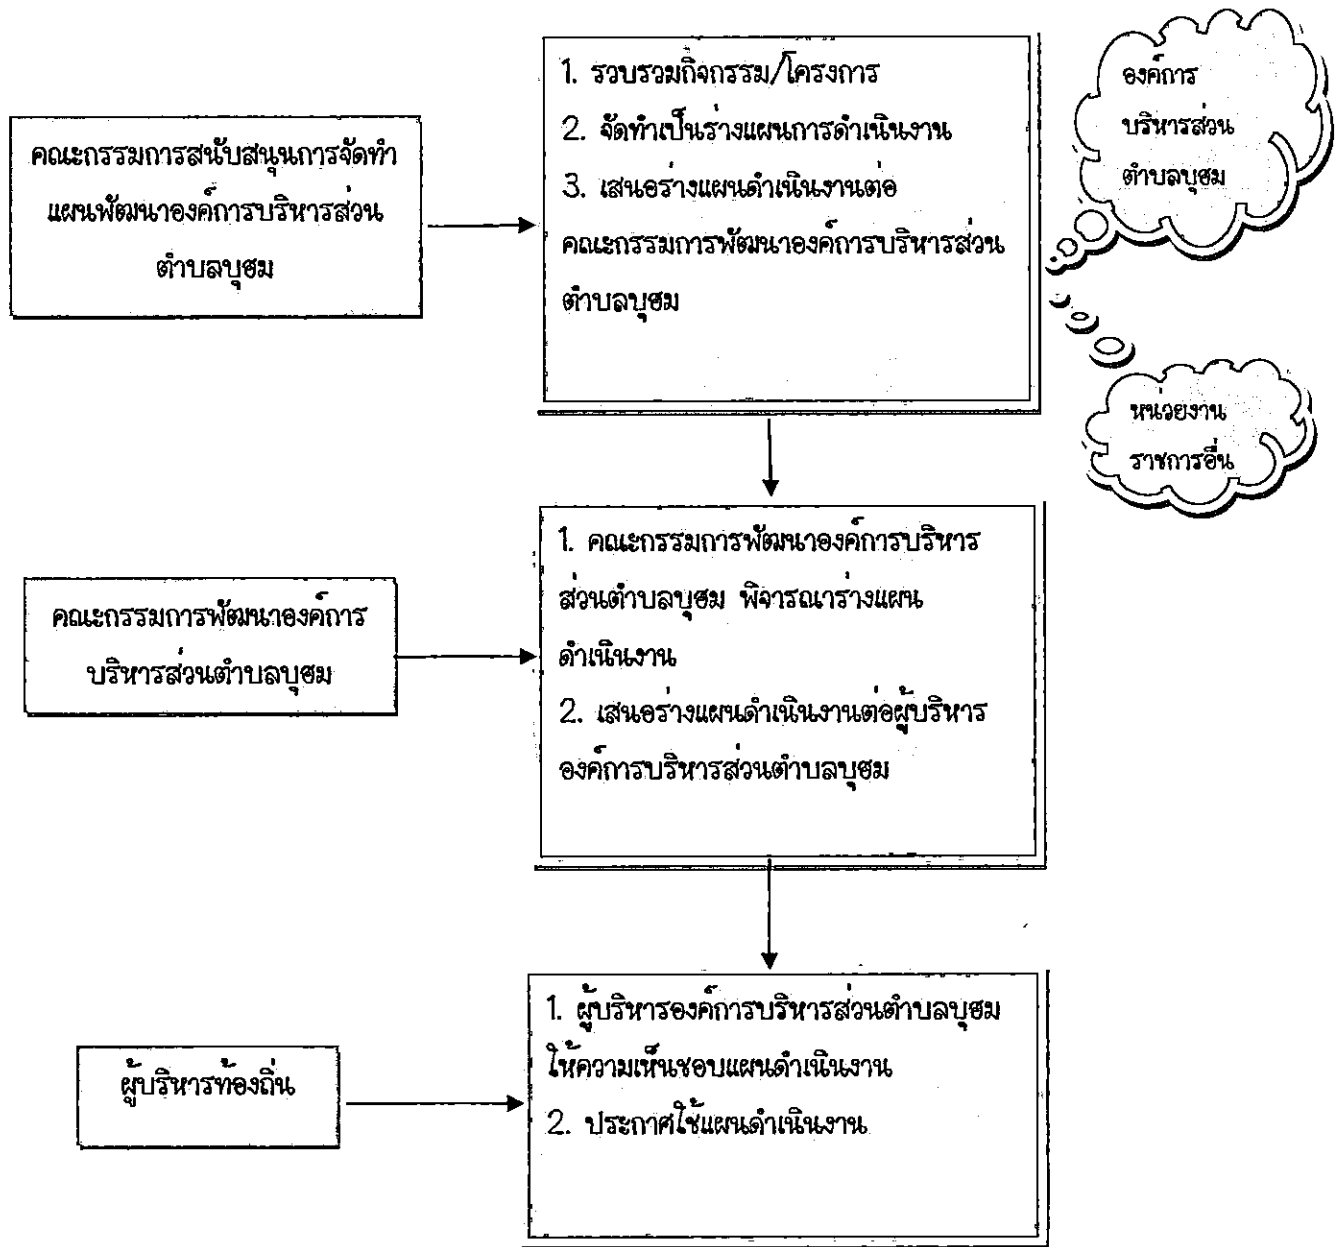 คณะกรรมการสนับสนุนการจัดทำ
แผนพัฒนาองค์การบริหารส่วน
ตำบลบุฮม
1. รวบรวมกิจกรรม/โครงการ
2. จัดทำเป็นร่างแผนการดำเนินงาน
3. เสนอร่างแผนดำเนินงานต่อ
คณะกรรมการพัฒนาองค์การบริหารส่วน
ตำบลบุฮม
องค์การ
บริหารส่วน
ตำบลบุฮม
หน่วยงาน
ราชการอื่น
คณะกรรมการพัฒนาองค์การ
บริหารส่วนตำบลบุฮม
1. คณะกรรมการพัฒนาองค์การบริหาร
ส่วนตำบลบุฮม พิจารณาร่างแผน
ดำเนินงาน
2. เสนอร่างแผนดำเนินงานต่อผู้บริหาร
องค์การบริหารส่วนตำบลบุฮม
ผู้บริหารท้องถิ่น
1. ผู้บริหารองค์การบริหารส่วนตำบลบุฮม
ให้ความเห็นชอบแผนดำเนินงาน
2. ประกาศใช้แผนดำเนินงาน